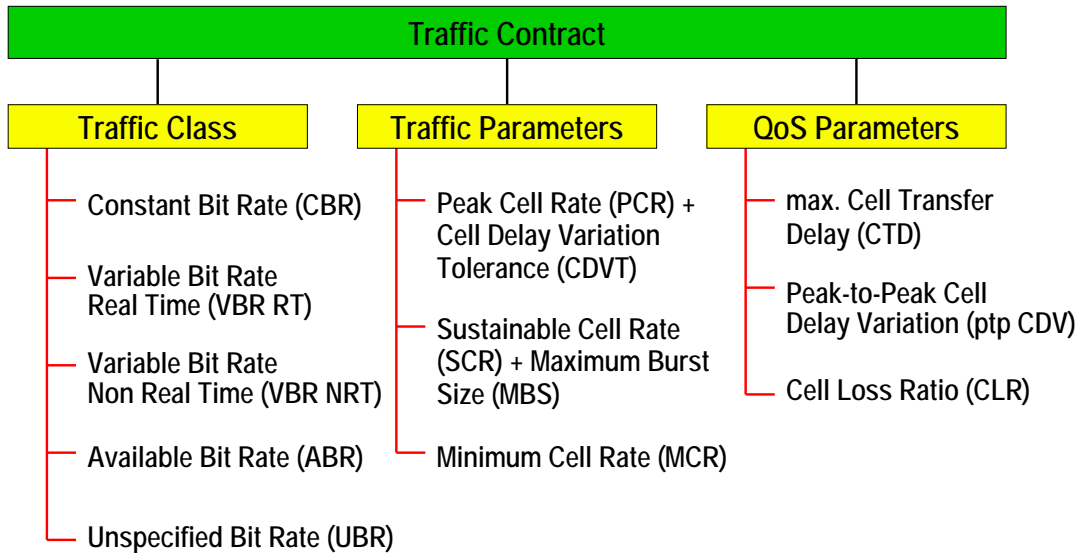 Traffic Contract
Traffic Class
Constant Bit Rate (CBR)
Variable Bit Rate
Real Time (VBR RT)
Variable Bit Rate
Non Real Time (VBR NRT)
Available Bit Rate (ABR)
Unspecified Bit Rate (UBR)
Traffic Parameters
Peak Cell Rate (PCR) +
Cell Delay Variation
Tolerance (CDVT)
Sustainable Cell Rate
(SCR) + Maximum Burst
Size (MBS)
Minimum Cell Rate (MCR)
QoS Parameters
max. Cell Transfer
Delay (CTD)
Peak-to-Peak Cell
Delay Variation (ptp CDV)
Cell Loss Ratio (CLR)